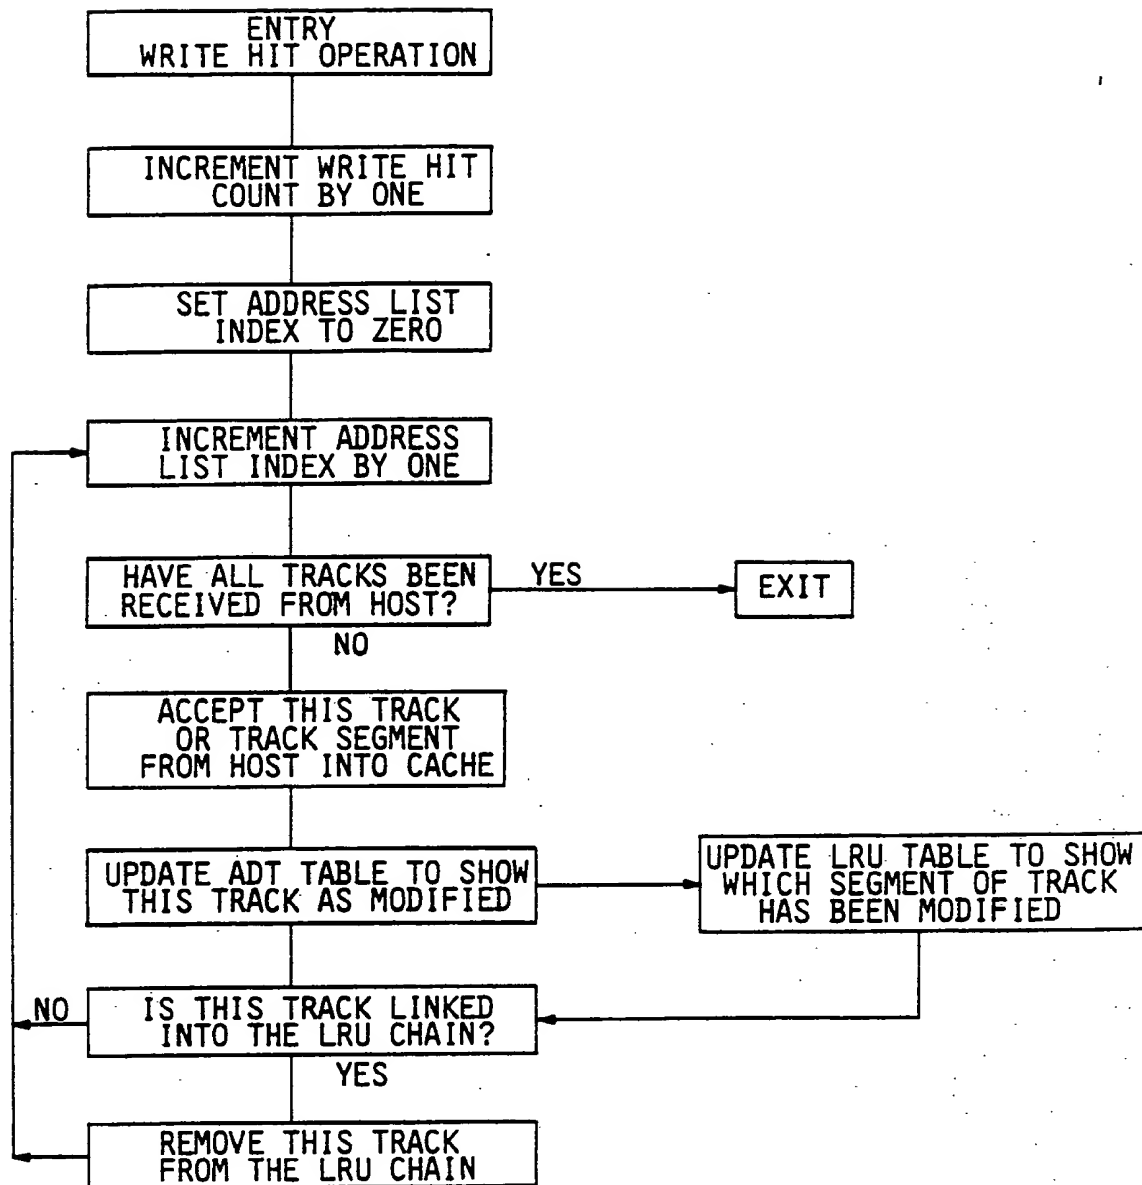 ENTRY
WRITE HIT OPERATION
INCREMENT WRITE HIT
COUNT BY ONE
SET ADDRESS LIST
INDEX TO ZERO
INCREMENT ADDRESS
LIST INDEX BY ONE
HAVE ALL TRACKS BEEN
RECEIVED FROM HOST?
YES
EXIT
NO
ACCEPT THIS TRACK
OR TRACK SEGMENT
FROM HOST INTO CACHE
UPDATE ADT TABLE TO SHOW
THIS TRACK AS MODIFIED
UPDATE LRU TABLE TO SHOW
WHICH SEGMENT OF TRACK
HAS BEEN MODIFIED
NO
IS THIS TRACK LINKED
INTO THE LRU CHAIN?
YES
REMOVE THIS TRACK
FROM THE LRU CHAIN